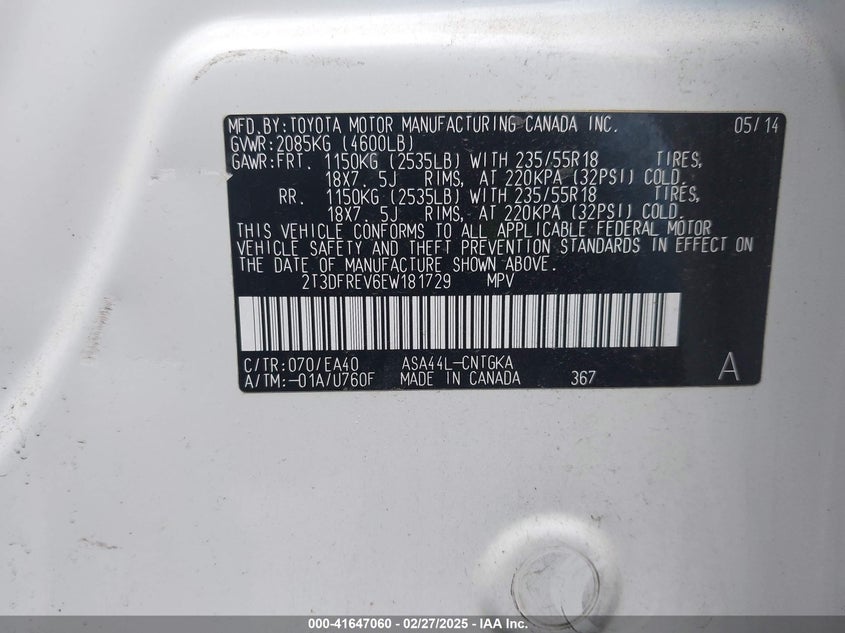 MFD.BY:TOYOTA MOTOR MANUFACTURING CANADA INC. 05/14
GVWR:2085KG (4600LB)
GAWR:FRT. 1150KG (2535LB) WITH 235/55R18 TIRES,
18X7. 5J RIMS, AT 220KPA (32PSI) COLD.
RR. 1150KG (2535LB) WITH 235/55R18 TIRES,
18X7. 5J RIMS, AT 220KPA (32PSI) COLD.
THIS VEHICLE CONFORMS TO ALL APPLICABLE FEDERAL MOTOR
VEHICLE SAFETY AND THEFT PREVENTION STANDARDS IN EFFECT ON
THE DATE OF MANUFACTURE SHOWN ABOVE.
2T3DFREV6EW181729 MPV
C/TR:070/EA40 ASA44L-CNTGKA
A/TM:-01A/U760F MADE IN CANADA 367 A
000-41647060 - 02/27/2025 - IAA Inc.